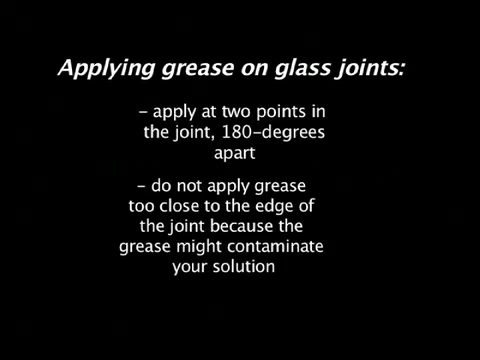 Applying grease on glass joints:
- apply at two points in
the joint, 180-degrees
apart
- do not apply grease
too close to the edge of
the joint because the
grease might contaminate
your solution